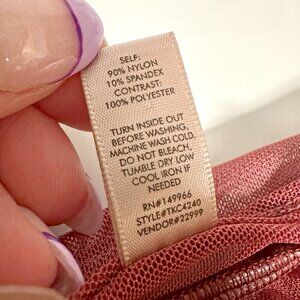 SELF:
90% NYLON
10% SPANDEX
CONTRAST:
100% POLYESTER
TURN INSIDE OUT
BEFORE WASHING,
MACHINE WASH COLD,
DO NOT BLEACH,
TUMBLE DRY LOW
COOL IRON IF
NEEDED
RN#149966
STYLE#TKC4240
VENDOR#22999